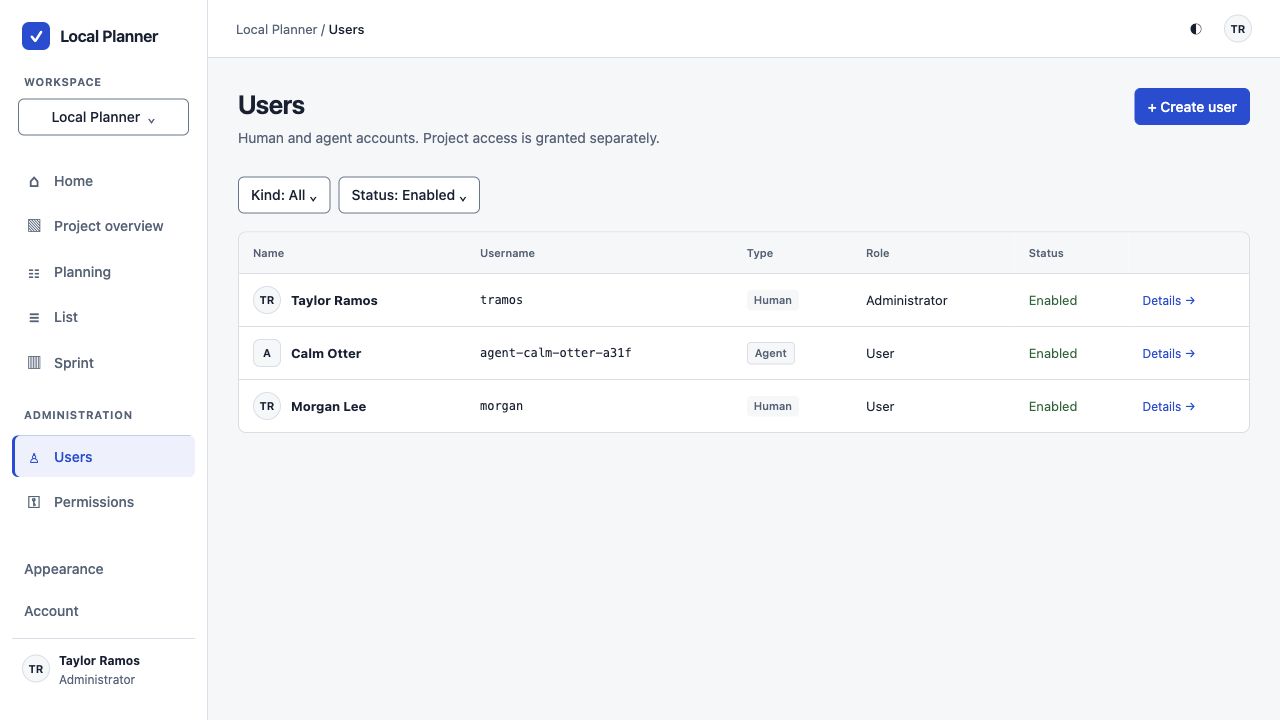 Local Planner
WORKSPACE
Local Planner
Home
Project overview
Planning
List
Sprint
ADMINISTRATION
Users
Permissions
Appearance
Account
TR
Taylor Ramos
Administrator
Local Planner / Users
TR
Users
Human and agent accounts. Project access is granted separately.
+ Create user
Kind: All
Status: Enabled
Name Username Type Role Status
TR Taylor Ramos tramos Human Administrator Enabled Details →
A Calm Otter agent-calm-otter-a31f Agent User Enabled Details →
TR Morgan Lee morgan Human User Enabled Details →